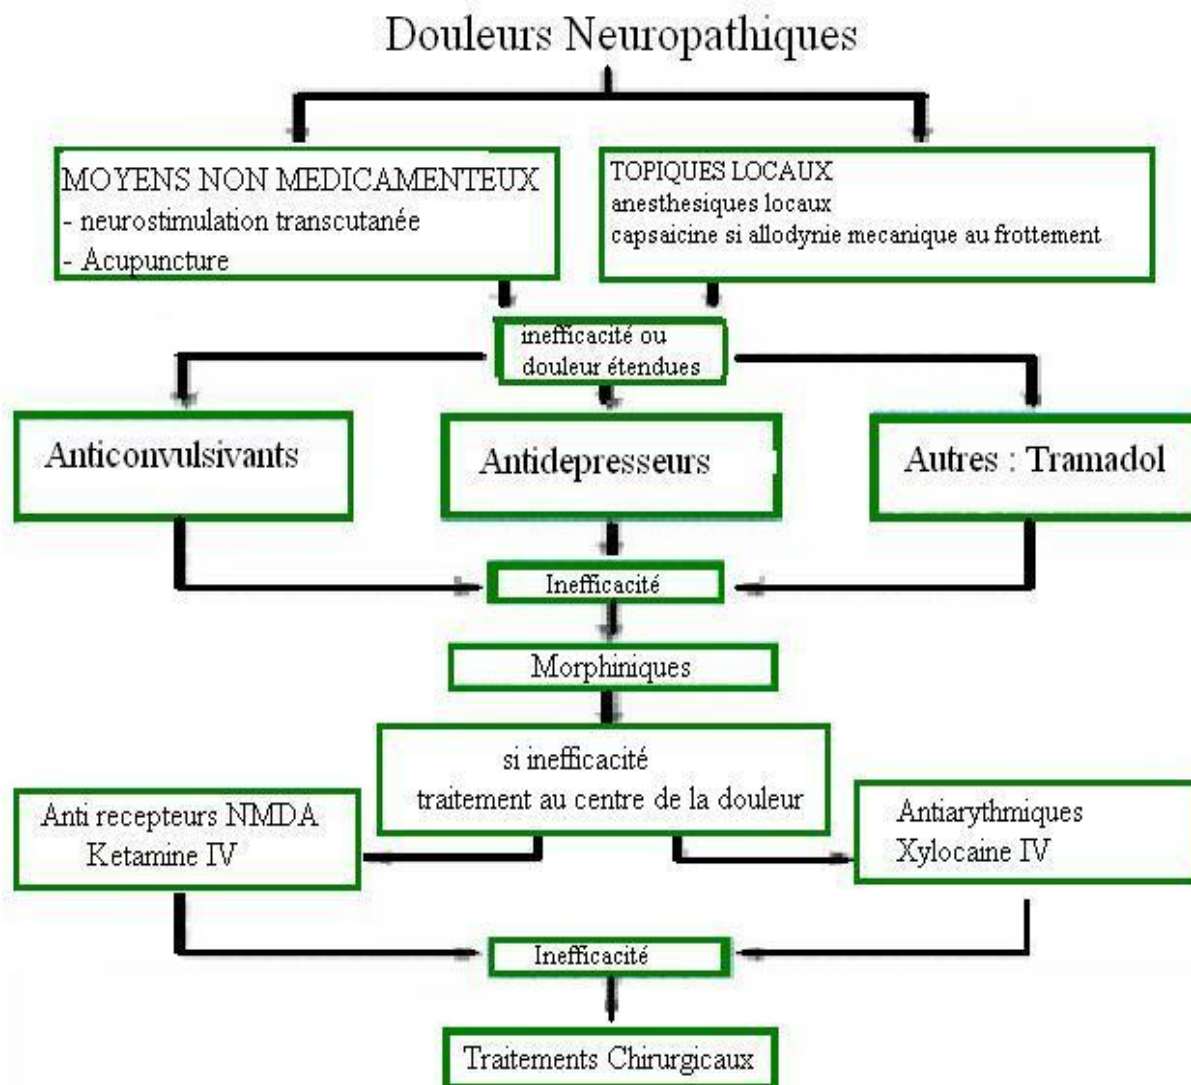 Douleurs Neuropathiques
MOYENS NON MEDICAMENTEUX
- neurostimulation transcutanée
- Acupuncture
TOPIQUES LOCAUX
anesthesiques locaux
capsaicine si allodynie mecanique au frottement
inefficacité ou
douleur étendues
Anticonvulsivants
Antidepresseurs
Autres : Tramadol
Inefficacité
Morphiniques
si inefficacité
traitement au centre de la douleur
Anti recepteurs NMDA
Ketamine IV
Antiarythmiques
Xylocaine IV
Inefficacité
Traitements Chirurgicaux